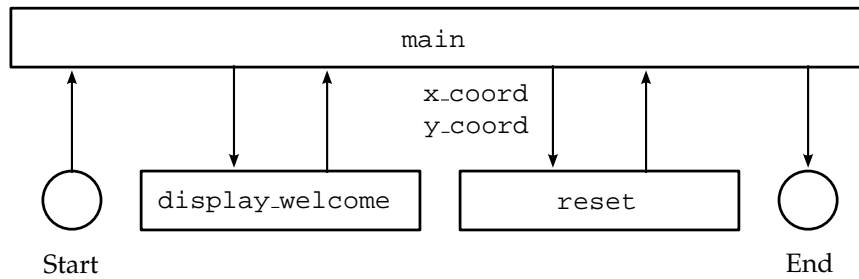 main
x_coord
y_coord
display_welcome
reset
Start
End